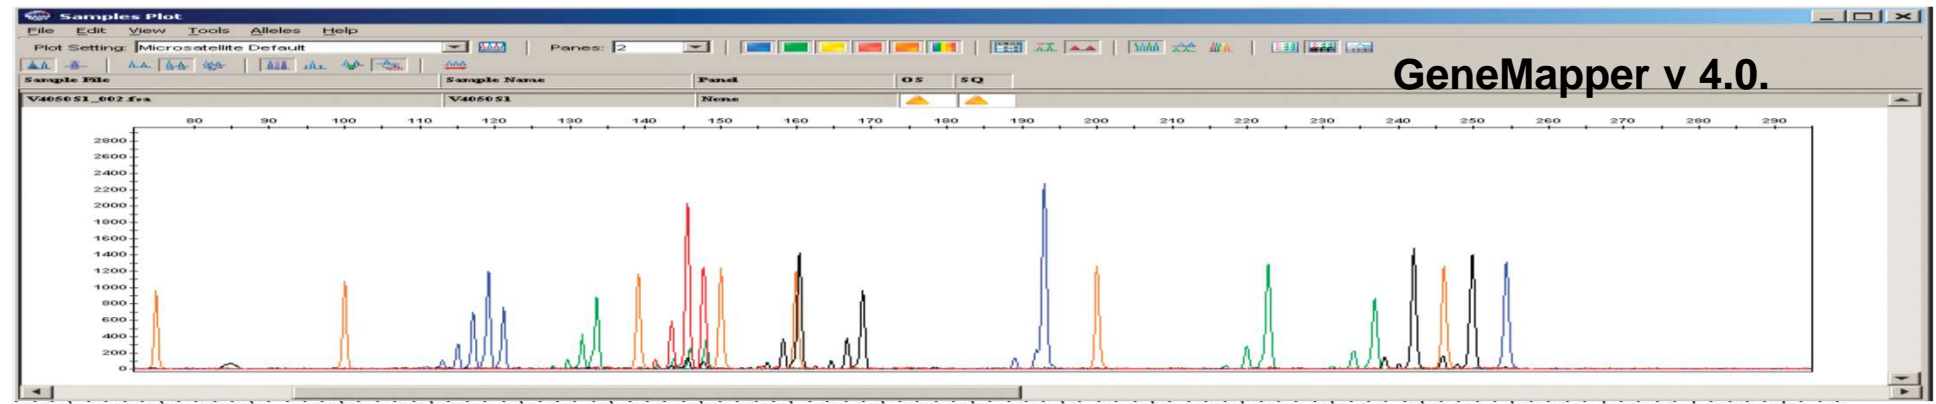 Samples Plot
File Edit View Tools Alleles Help
Plot Setting: Microsatellite Default Panes: 2
GeneMapper v 4.0.
Sample File Sample Name Panel OS SQ
V4050S1_002.fsa V4050S1 None
80 90 100 110 120 130 140 150 160 170 180 190 200 210 220 230 240 250 260 270 280 290
2800
2600
2400
2200
2000
1800
1600
1400
1200
1000
800
600
400
200
0